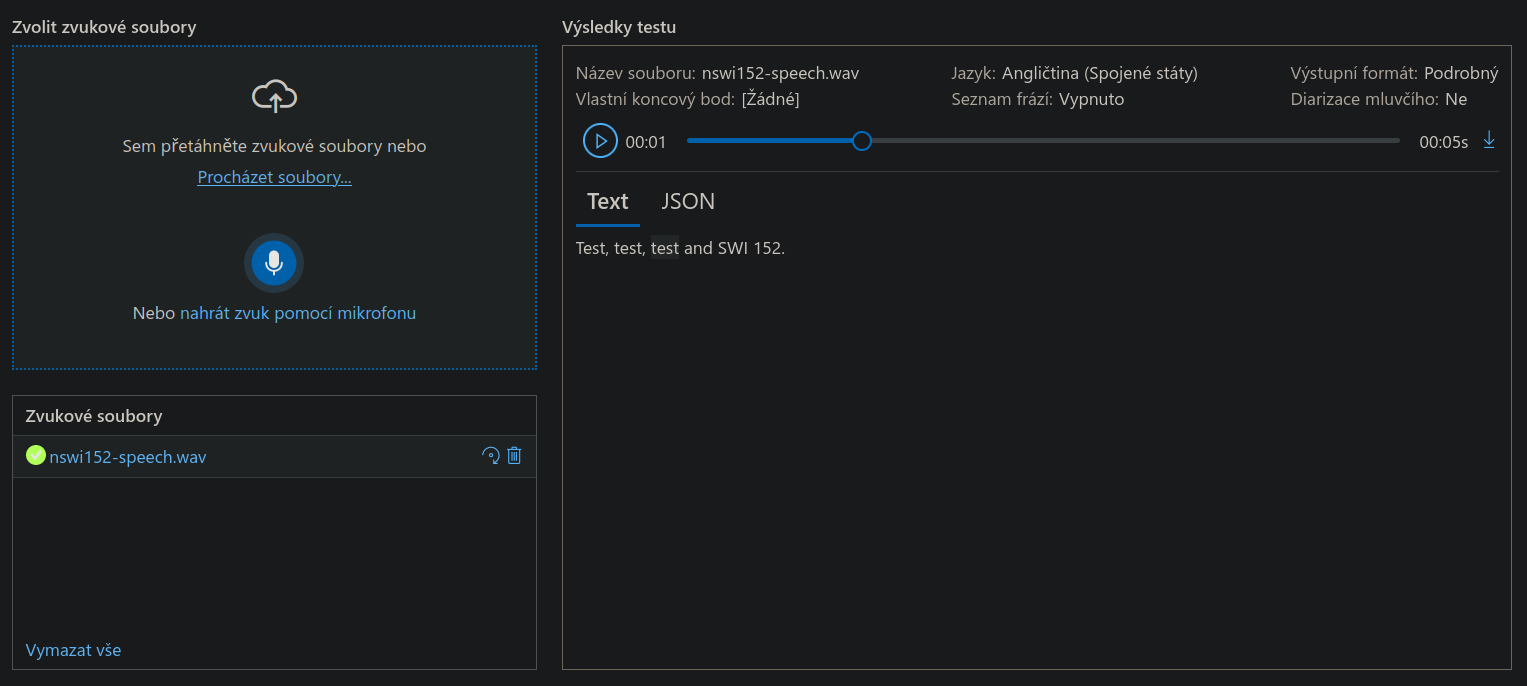 Zvolit zvukové soubory
Sem přetáhněte zvukové soubory nebo
Procházet soubory...
Nebo nahrát zvuk pomocí mikrofonu
Zvukové soubory
nswi152-speech.wav
Vymazat vše
Výsledky testu
Název souboru: nswi152-speech.wav Jazyk: Angličtina (Spojené státy) Výstupní formát: Podrobný
Vlastní koncový bod: [Žádné] Seznam frází: Vypnuto Diarizace mluvčího: Ne
00:01 00:05s
Text JSON
Test, test, test and SWI 152.